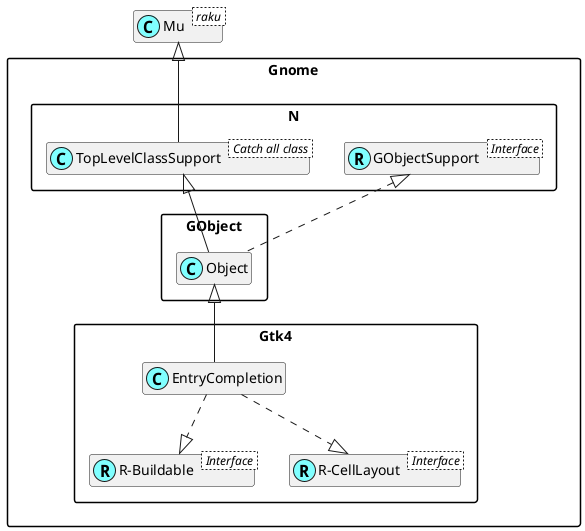 C Mu raku
Gnome
N
C TopLevelClassSupport Catch all class
R GObjectSupport Interface
GObject
C Object
Gtk4
C EntryCompletion
R R-Buildable Interface
R R-CellLayout Interface